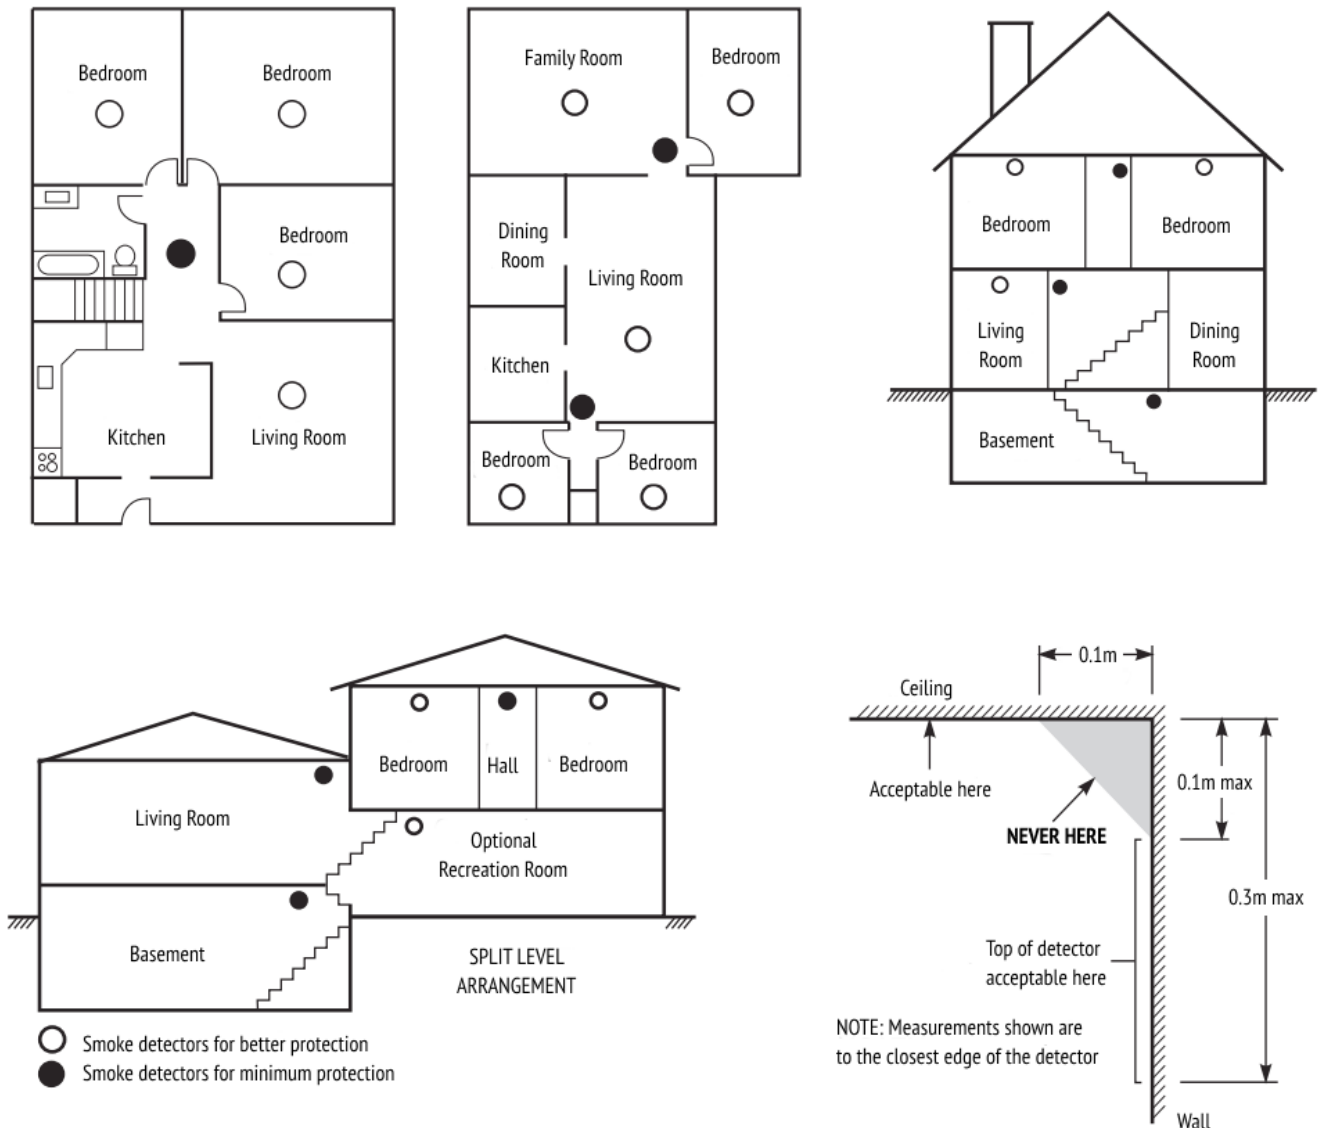 Bedroom
Bedroom
Bedroom
Kitchen
Living Room
Family Room
Bedroom
Dining
Room
Living Room
Kitchen
Bedroom
Bedroom
Bedroom
Bedroom
Living
Room
Dining
Room
Basement
Living Room
Bedroom
Hall
Bedroom
Optional
Recreation Room
Basement
SPLIT LEVEL
ARRANGEMENT
Smoke detectors for better protection
Smoke detectors for minimum protection
0.1m
Ceiling
Acceptable here
NEVER HERE
0.1m max
0.3m max
Top of detector
acceptable here
NOTE: Measurements shown are
to the closest edge of the detector
Wall